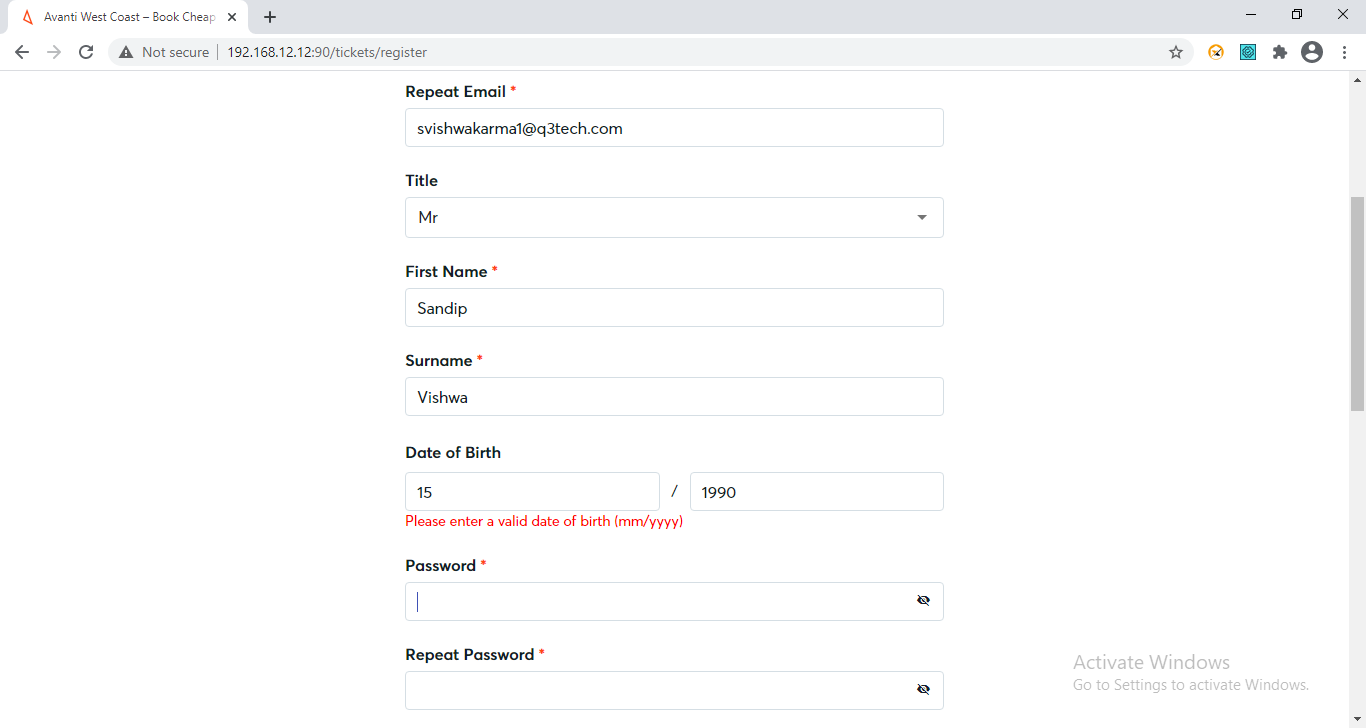 Avanti West Coast – Book Cheap
Not secure
192.168.12.12:90/tickets/register
Repeat Email *
svishwakarma1@q3tech.com
Title
Mr
First Name *
Sandip
Surname *
Vishwa
Date of Birth
15 / 1990
Please enter a valid date of birth (mm/yyyy)
Password *
Repeat Password *
Activate Windows
Go to Settings to activate Windows.